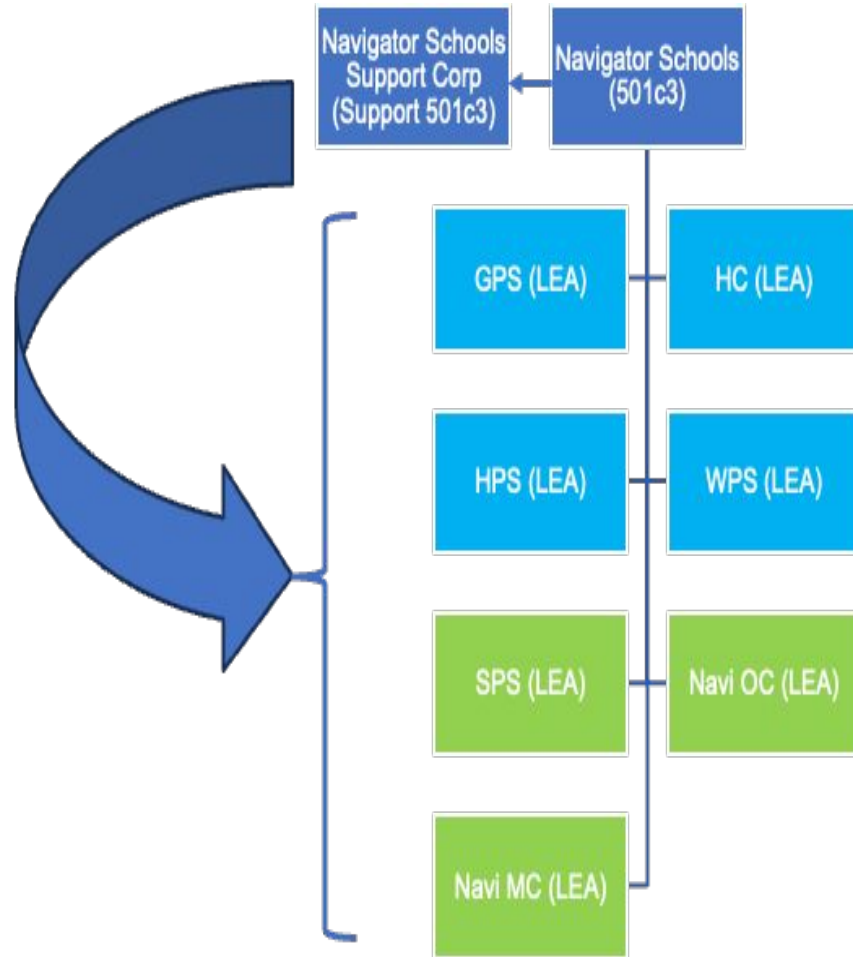 Navigator Schools
Support Corp
(Support 501c3)
Navigator Schools
(501c3)
GPS (LEA)
HC (LEA)
HPS (LEA)
WPS (LEA)
SPS (LEA)
Navi OC (LEA)
Navi MC (LEA)